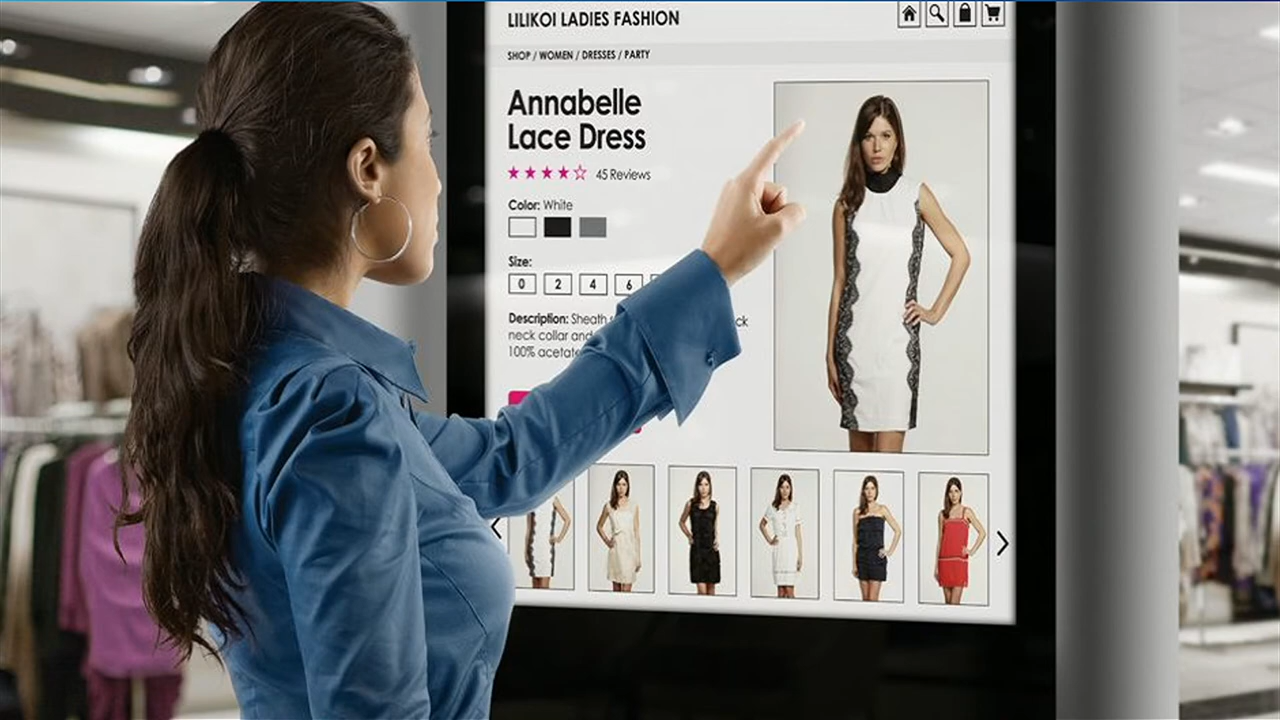 LILIKOI LADIES FASHION
SHOP / WOMEN / DRESSES / PARTY
Annabelle
Lace Dress
45 Reviews
Color: White
Size:
0 2 4 6
Description: Sheath
neck collar and
100% acetate